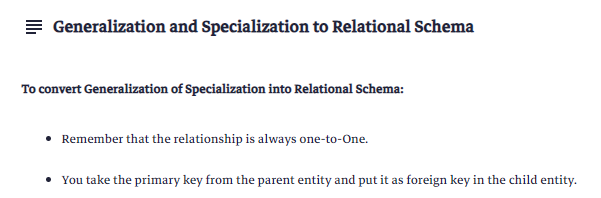 Generalization and Specialization to Relational Schema
To convert Generalization of Specialization into Relational Schema:
Remember that the relationship is always one-to-One.
You take the primary key from the parent entity and put it as foreign key in the child entity.